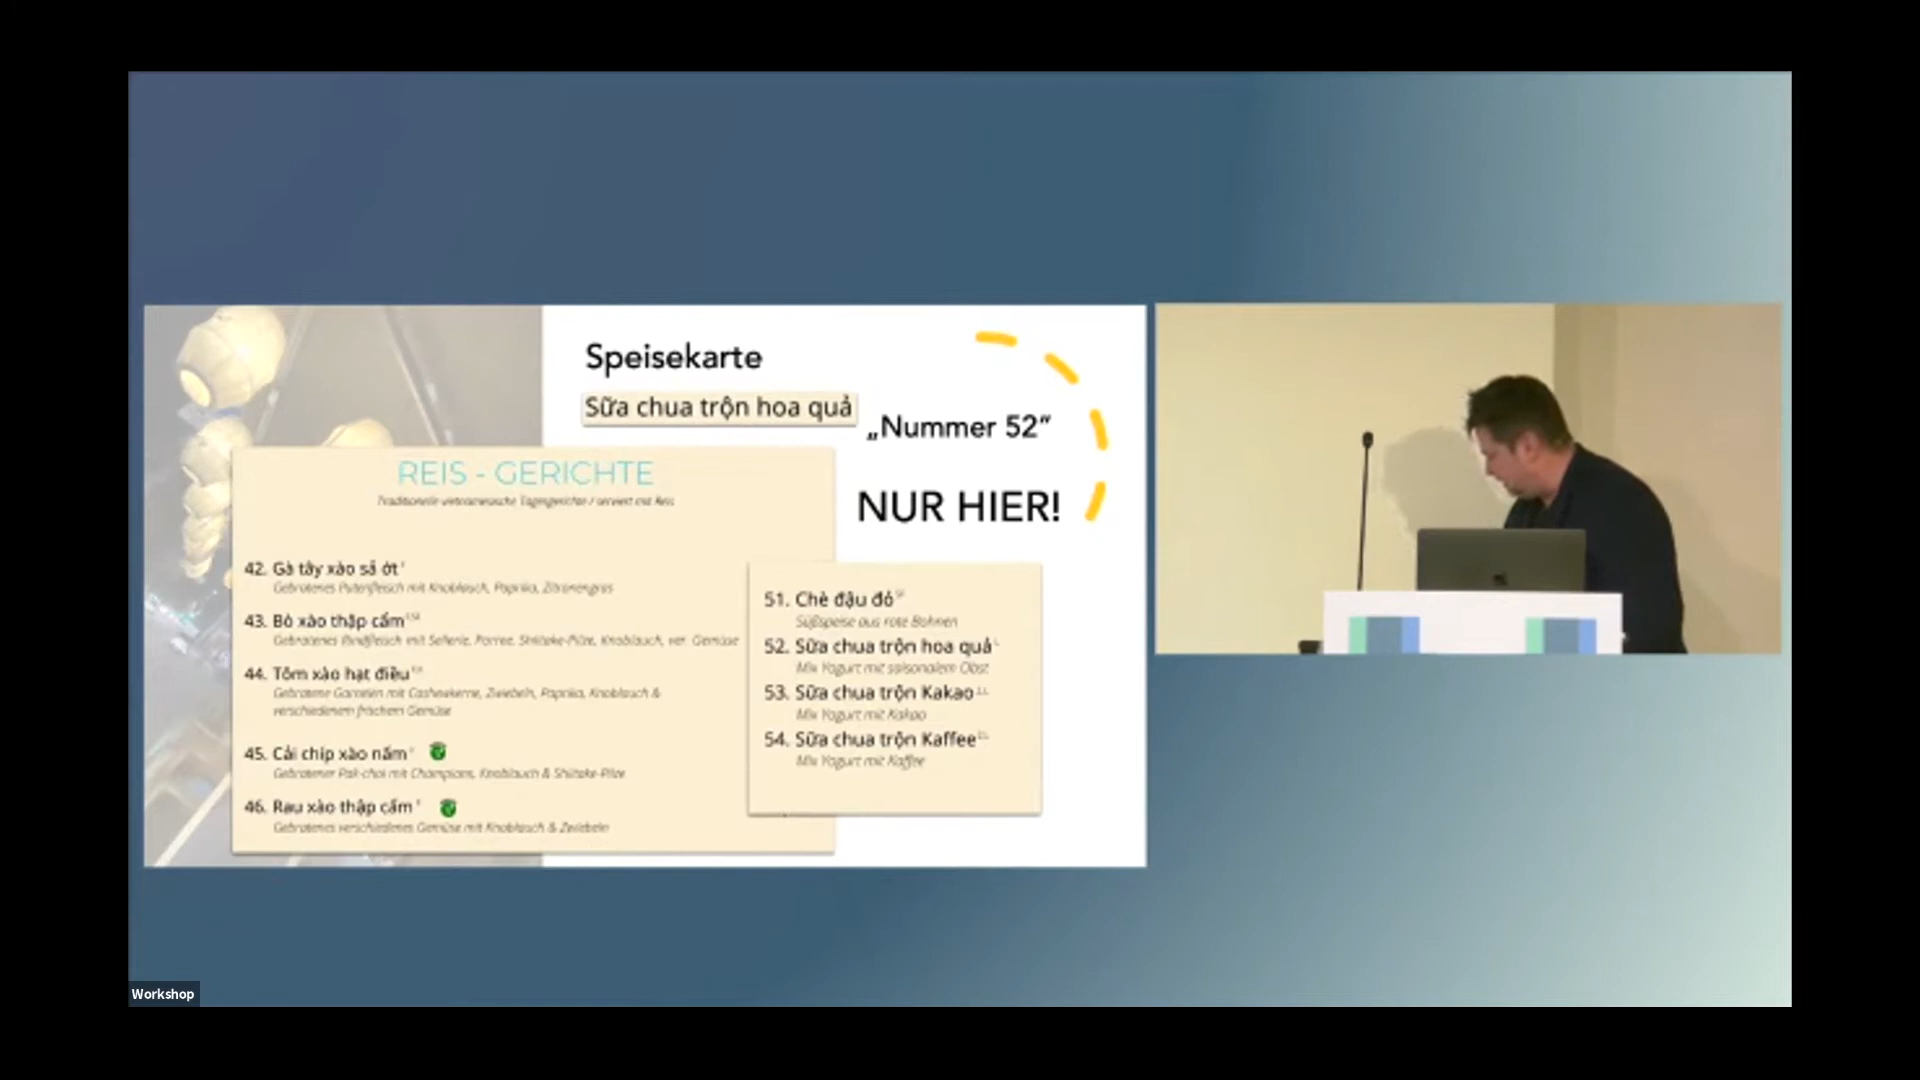 Speisekarte
Sữa chua trộn hoa quả
„Nummer 52“
NUR HIER!
REIS - GERICHTE
Traditionelle vietnamesische Tagesgerichte / serviert mit Reis
42. Gà tây xào sả ớt
Gebratenes Putenfleisch mit Knoblauch, Paprika, Zitronengras
43. Bò xào thập cẩm
Gebratenes Rindfleisch mit Sellerie, Porree, Shiitake-Pilze, Knoblauch, ver. Gemüse
44. Tôm xào hạt điều
Gebratene Garnelen mit Cashewkerne, Zwiebeln, Paprika, Knoblauch &
verschiedenem frischem Gemüse
45. Cải chip xào nấm
Gebratener Pak-choi mit Champions, Knoblauch & Shiitake-Pilze
46. Rau xào thập cẩm
Gebratenes verschiedenes Gemüse mit Knoblauch & Zwiebeln
51. Chè đậu đỏ
Süßspeise aus rote Bohnen
52. Sữa chua trộn hoa quả
Mix Yogurt mit saisonalem Obst
53. Sữa chua trộn Kakao
Mix Yogurt mit Kakao
54. Sữa chua trộn Kaffee
Mix Yogurt mit Kaffee
Workshop